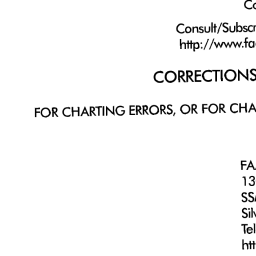 Co
Consult/Subscr
http://www.fa
CORRECTIONS
FOR CHARTING ERRORS, OR FOR CHA
FA
13
SS
Sil
Tel
htt